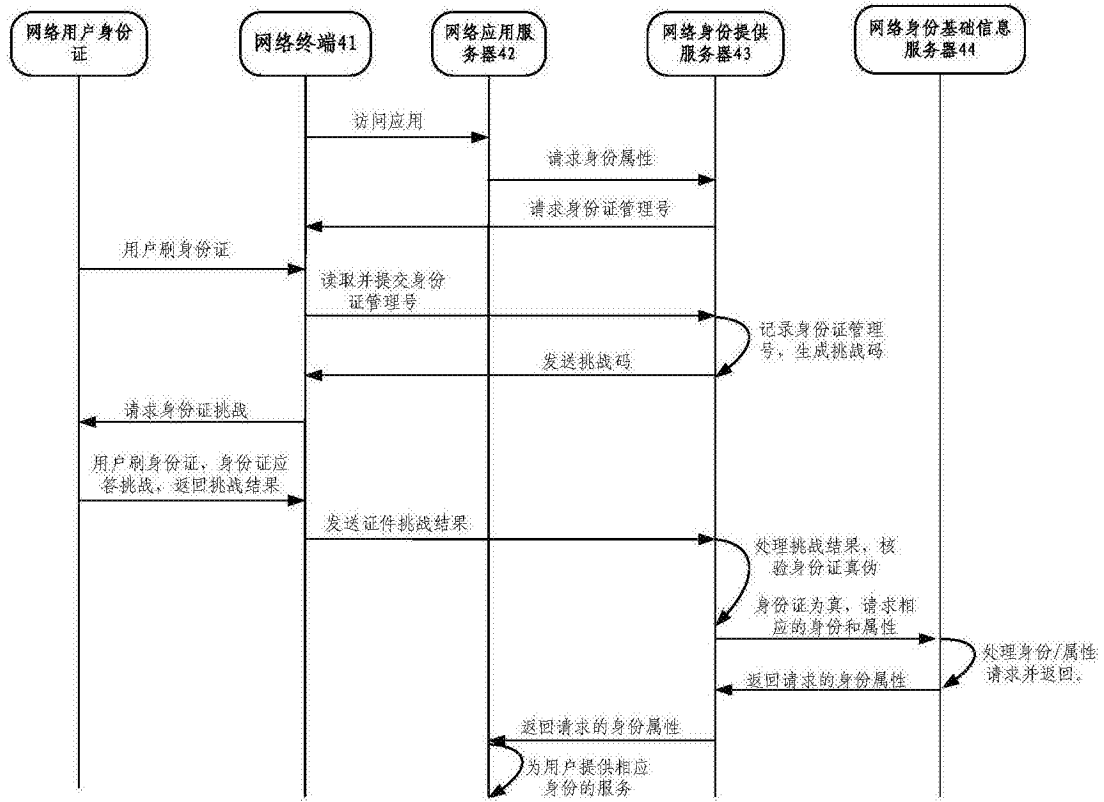 网络用户身份
证
网络终端41
网络应用服
务器42
网络身份提供
服务器43
网络身份基础信息
服务器44
访问应用
请求身份属性
请求身份证管理号
用户刷身份证
读取并提交身份
证管理号
记录身份证管理
号，生成挑战码
发送挑战码
请求身份证挑战
用户刷身份证，身份证应
答挑战，返回挑战结果
发送证件挑战结果
处理挑战结果，核
验身份证真伪
身份证为真，请求相
应的身份和属性
处理身份/属性
请求并返回。
返回请求的身份属性
返回请求的身份属性
为用户提供相应
身份的服务